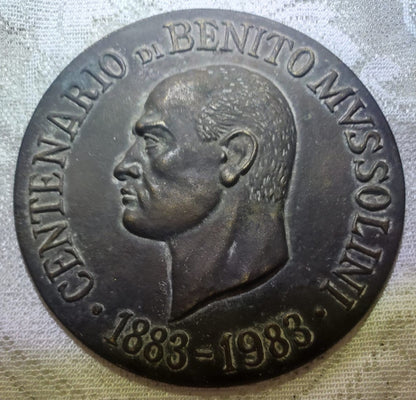 CENTENARIO DI BENITO MVSSOLINI
1883=1983